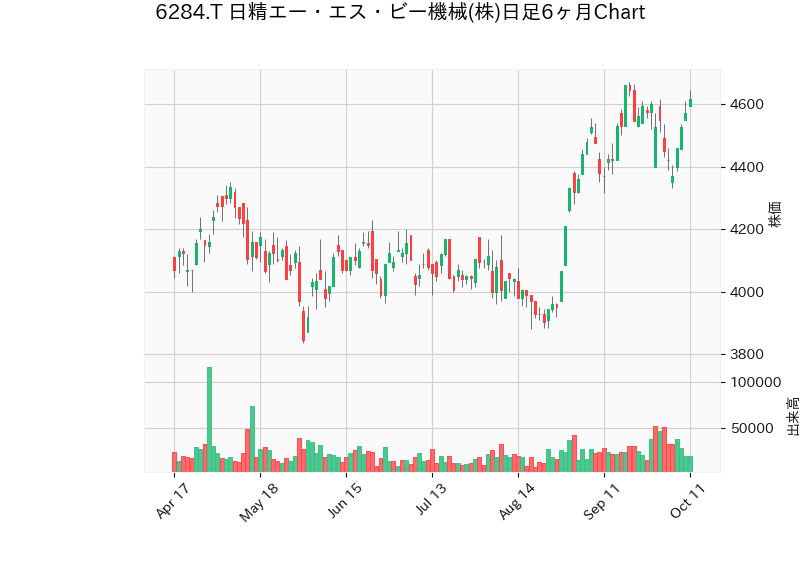 6284.T 日精エー・エス・ビー機械(株)日足6ヶ月Chart
4600
4400
4200
4000
3800
株価
100000
50000
出来高
Apr 17
May 18
Jun 15
Jul 13
Aug 14
Sep 11
Oct 11